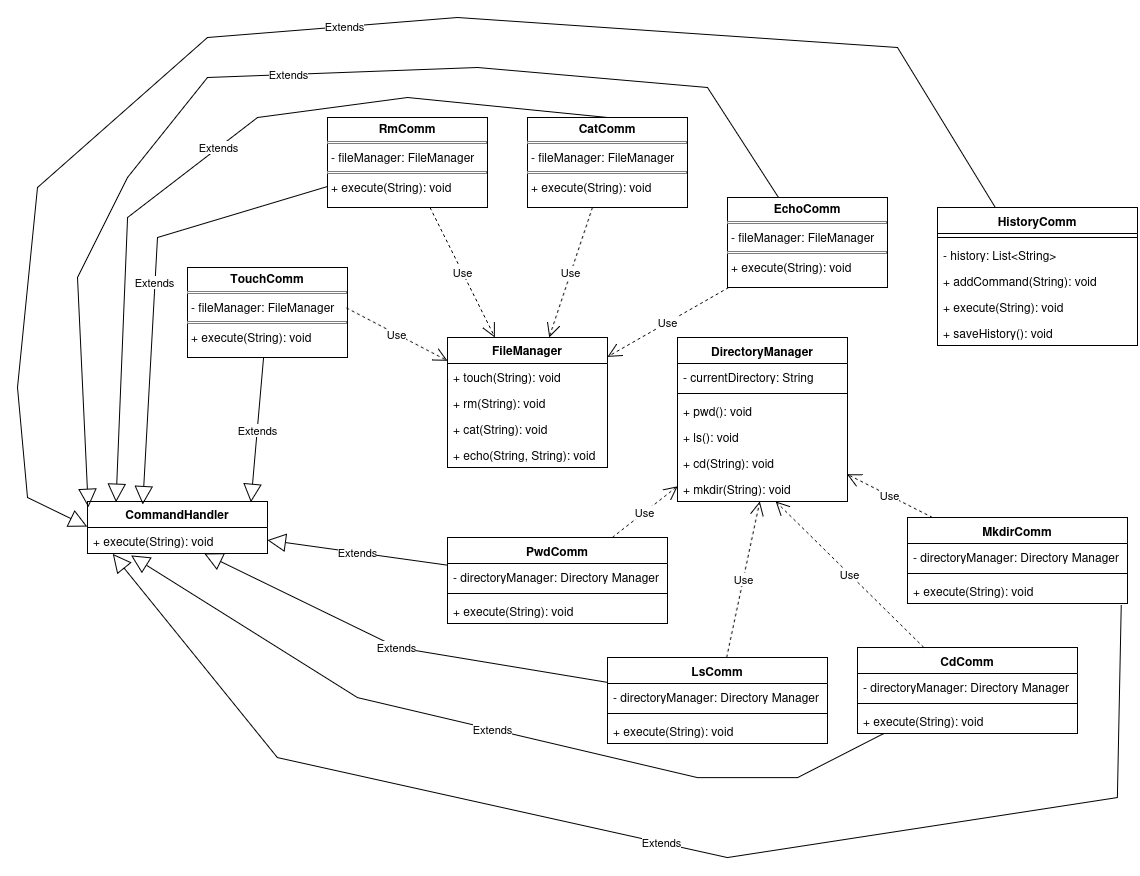 Extends
Extends
RmComm
- fileManager: FileManager
+ execute(String): void
CatComm
- fileManager: FileManager
+ execute(String): void
Extends
EchoComm
- fileManager: FileManager
+ execute(String): void
HistoryComm
- history: List<String>
+ addCommand(String): void
+ execute(String): void
+ saveHistory(): void
TouchComm
- fileManager: FileManager
+ execute(String): void
Extends
Use
Use
Use
Use
FileManager
+ touch(String): void
+ rm(String): void
+ cat(String): void
+ echo(String, String): void
DirectoryManager
- currentDirectory: String
+ pwd(): void
+ ls(): void
+ cd(String): void
+ mkdir(String): void
Extends
CommandHandler
+ execute(String): void
Use
Use
PwdComm
- directoryManager: Directory Manager
+ execute(String): void
MkdirComm
- directoryManager: Directory Manager
+ execute(String): void
Extends
Use
Use
Extends
LsComm
- directoryManager: Directory Manager
+ execute(String): void
CdComm
- directoryManager: Directory Manager
+ execute(String): void
Extends
Extends